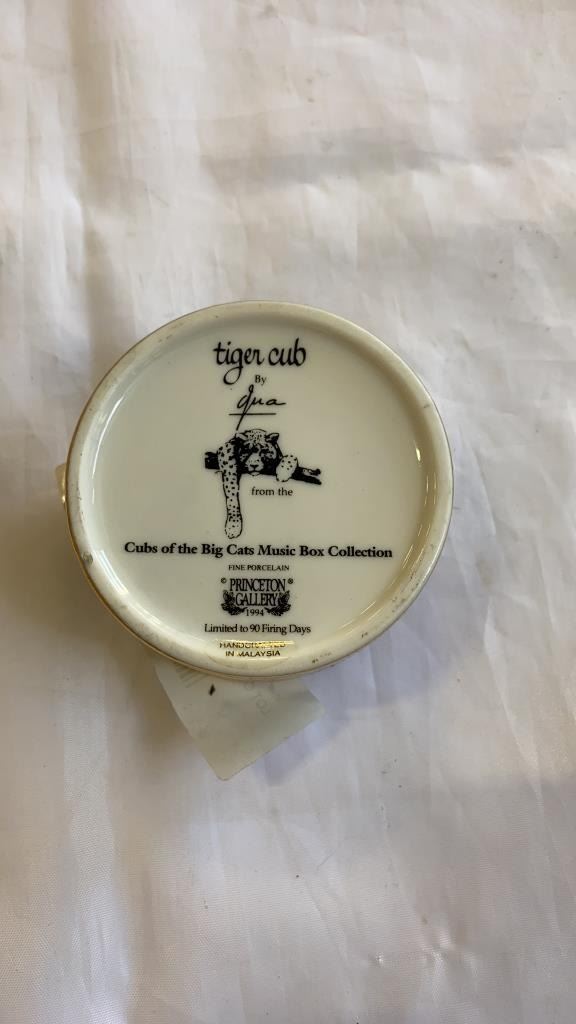 tiger cub
By
qua
from the
Cubs of the Big Cats Music Box Collection
FINE PORCELAIN
© PRINCETON ®
GALLERY
1994
Limited to 90 Firing Days
HANDCRAFTED
IN MALAYSIA